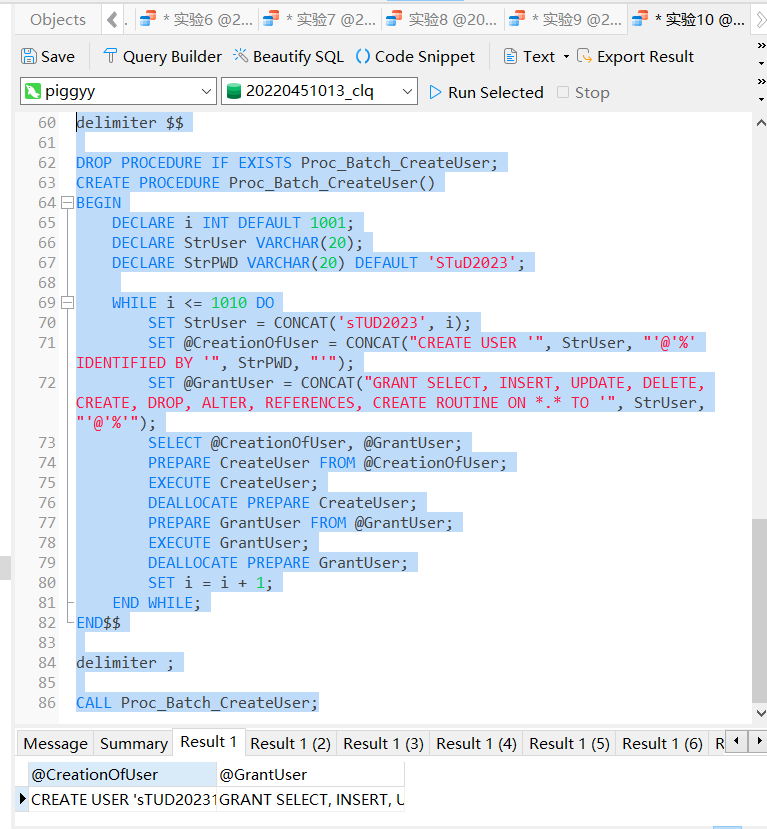 Objects * 实验6 @2... * 实验7 @2... 实验8 @20... * 实验9 @2... * 实验10 @...
Save Query Builder Beautify SQL Code Snippet Text Export Result
piggyy 20220451013_clq Run Selected Stop
60 delimiter $$
61
62 DROP PROCEDURE IF EXISTS Proc_Batch_CreateUser;
63 CREATE PROCEDURE Proc_Batch_CreateUser()
64 BEGIN
65 DECLARE i INT DEFAULT 1001;
66 DECLARE StrUser VARCHAR(20);
67 DECLARE StrPWD VARCHAR(20) DEFAULT 'STuD2023';
68
69 WHILE i <= 1010 DO
70 SET StrUser = CONCAT('sTUD2023', i);
71 SET @CreationOfUser = CONCAT("CREATE USER '", StrUser, "'@'%'
IDENTIFIED BY '", StrPWD, "'");
72 SET @GrantUser = CONCAT("GRANT SELECT, INSERT, UPDATE, DELETE,
CREATE, DROP, ALTER, REFERENCES, CREATE ROUTINE ON *.* TO '", StrUser,
"'@'%'");
73 SELECT @CreationOfUser, @GrantUser;
74 PREPARE CreateUser FROM @CreationOfUser;
75 EXECUTE CreateUser;
76 DEALLOCATE PREPARE CreateUser;
77 PREPARE GrantUser FROM @GrantUser;
78 EXECUTE GrantUser;
79 DEALLOCATE PREPARE GrantUser;
80 SET i = i + 1;
81 END WHILE;
82 END$$
83
84 delimiter ;
85
86 CALL Proc_Batch_CreateUser;
Message Summary Result 1 Result 1 (2) Result 1 (3) Result 1 (4) Result 1 (5) Result 1 (6) R
@CreationOfUser @GrantUser
CREATE USER 'sTUD20231 GRANT SELECT, INSERT, U